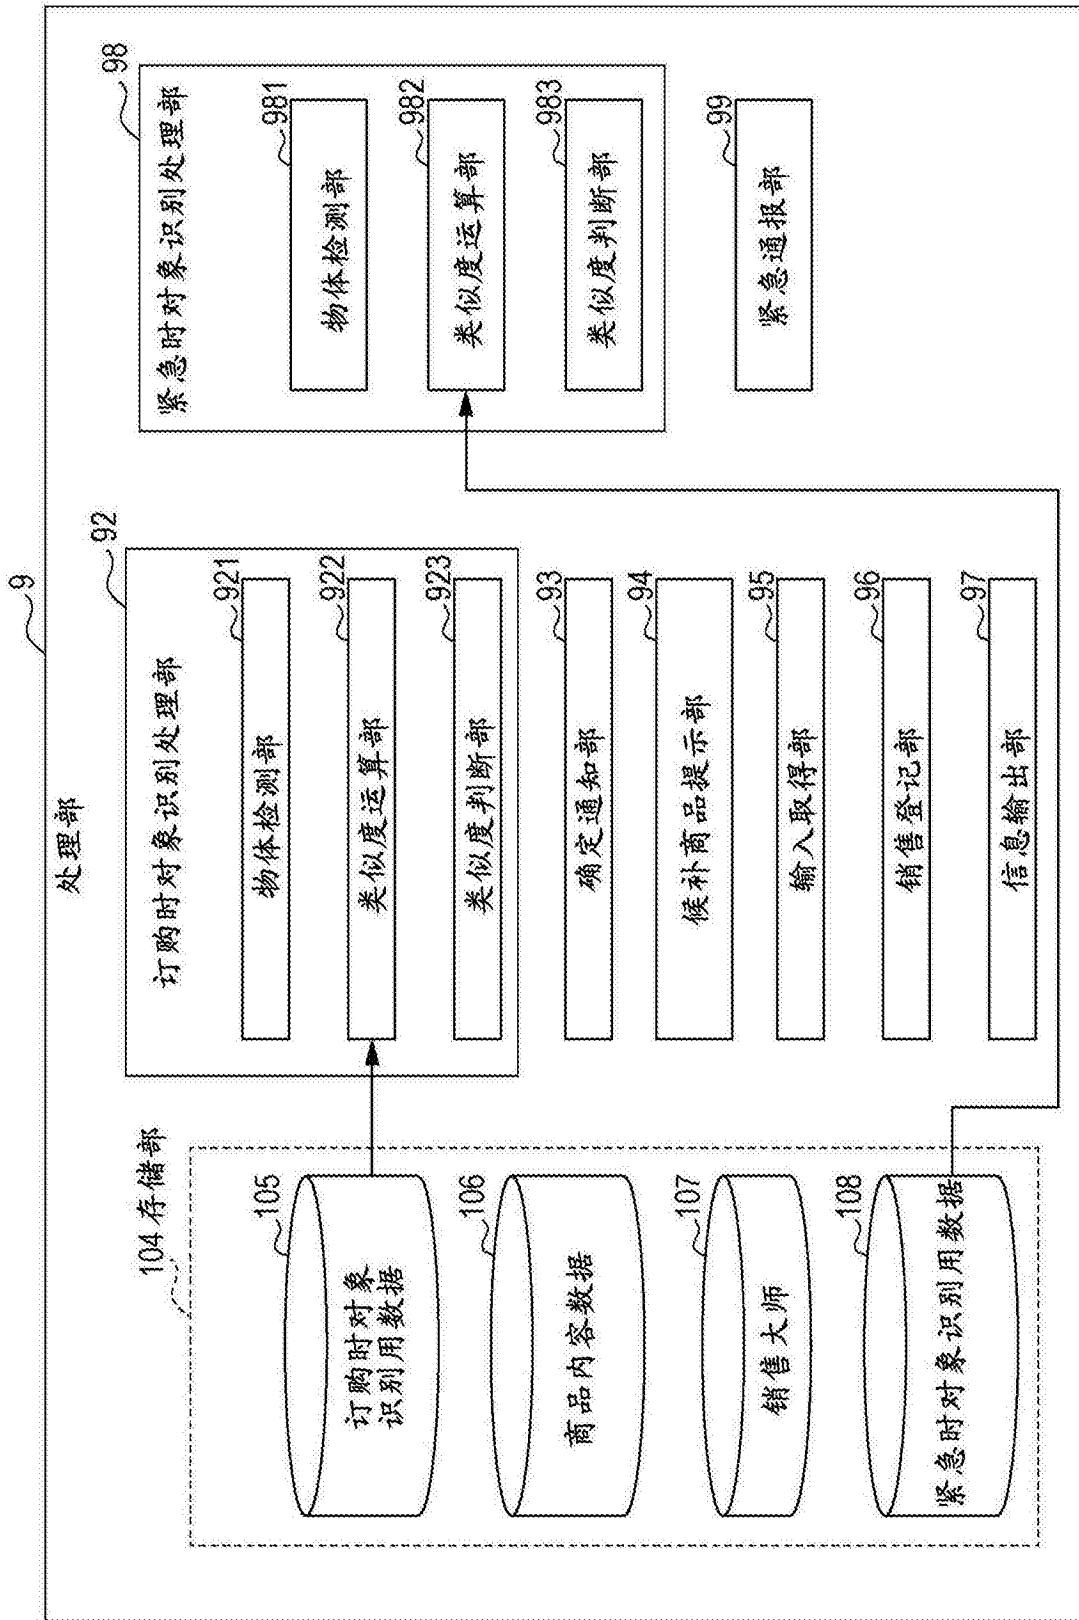 9
处理部
104 存储部
105
订购时对象
识别用数据
106
商品内容数据
107
销售大师
108
紧急时对象识别用数据
92
订购时对象识别处理部
921
物体检测部
922
类似度运算部
923
类似度判断部
93
确定通知部
94
候补商品提示部
95
输入取得部
96
销售登记部
97
信息输出部
98
紧急时对象识别处理部
981
物体检测部
982
类似度运算部
983
类似度判断部
99
紧急通报部